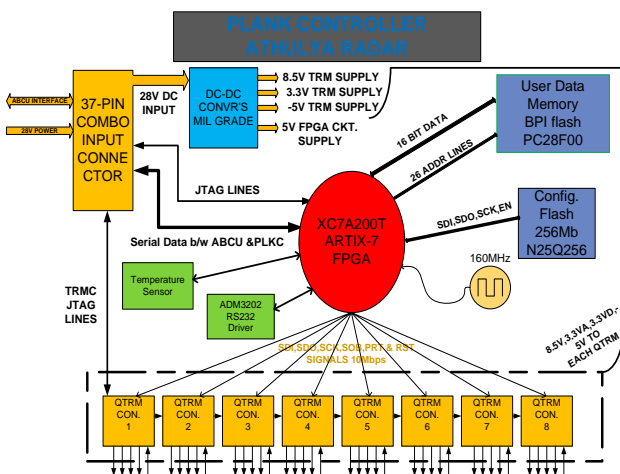 PLANK CONTROLLER
ATHULYA RADAR
ABCU INTERFACE
28V POWER
37-PIN
COMBO
INPUT
CONNE
CTOR
28V DC
INPUT
DC-DC
CONVR'S
MIL GRADE
8.5V TRM SUPPLY
3.3V TRM SUPPLY
-5V TRM SUPPLY
5V FPGA CKT.
SUPPLY
User Data
Memory
BPI flash
PC28F00
16 BIT DATA
26 ADDR LINES
JTAG LINES
Serial Data b/w ABCU &PLKC
XC7A200T
ARTIX-7
FPGA
SDI,SDO,SCK,EN
Config.
Flash
256Mb
N25Q256
160MHz
TRMC
JTAG
LINES
Temperature
Sensor
ADM3202
RS232
Driver
SDI,SDO,SCK,SOB,PRT & RST
SIGNALS 10Mbps
8.5V,3.3VA,3.3VD,-
5V TO
EACH QTRM
QTRM
CON.
1
QTRM
CON.
2
QTRM
CON.
3
QTRM
CON.
4
QTRM
CON.
5
QTRM
CON.
6
QTRM
CON.
7
QTRM
CON.
8